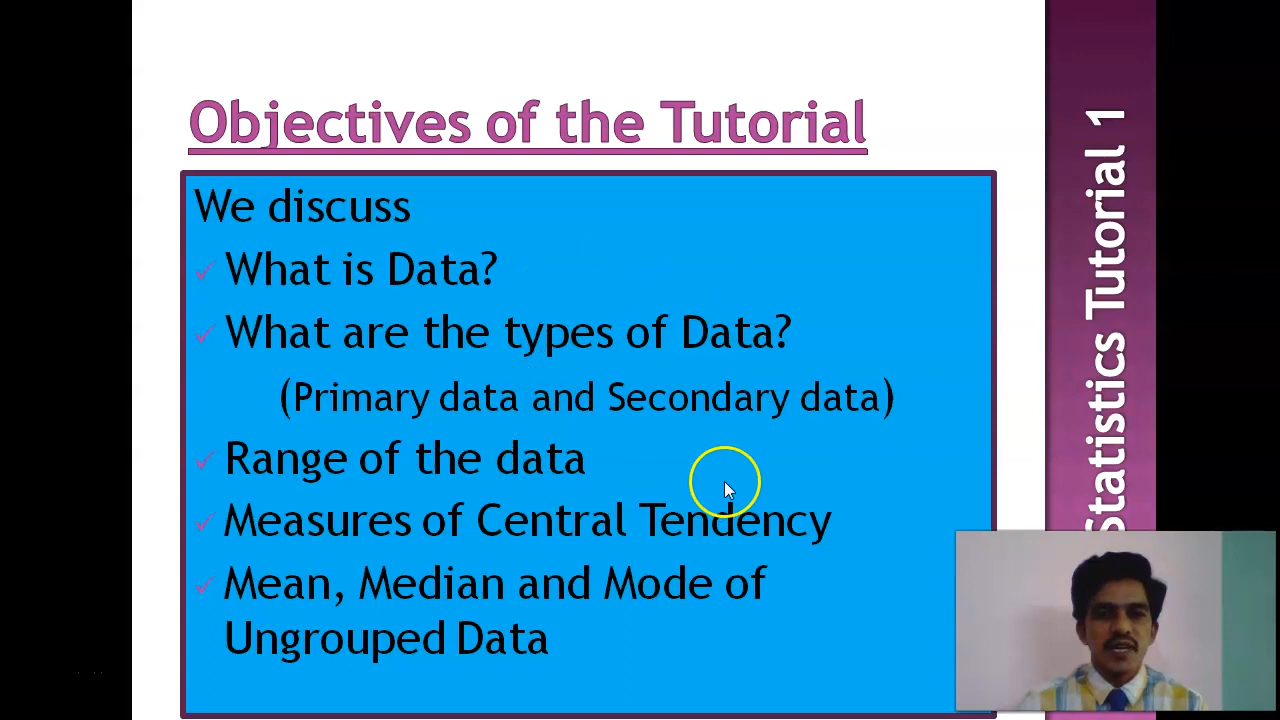 Objectives of the Tutorial
We discuss
✓ What is Data?
✓ What are the types of Data?
(Primary data and Secondary data)
✓ Range of the data
✓ Measures of Central Tendency
✓ Mean, Median and Mode of
Ungrouped Data
Statistics Tutorial 1